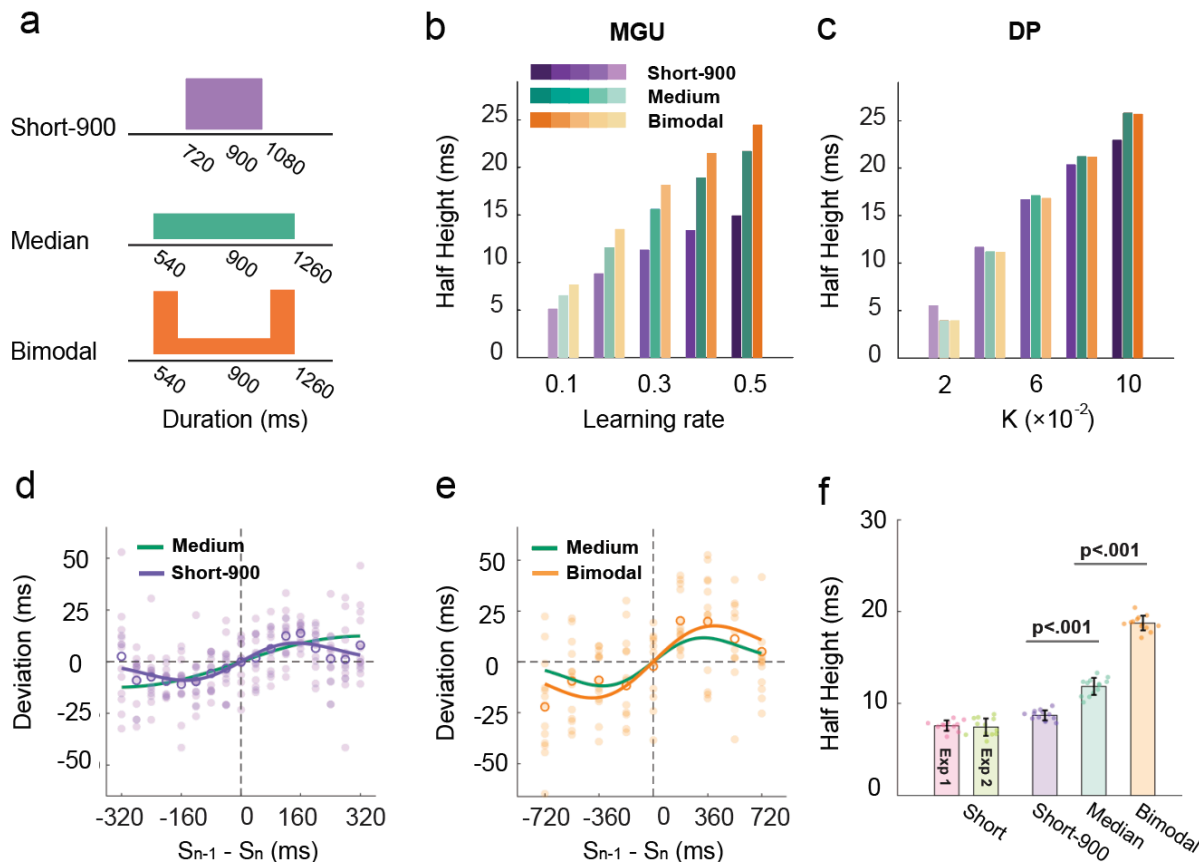 a
Short-900
720 900 1080
Median
540 900 1260
Bimodal
540 900 1260
Duration (ms)
b
MGU
Short-900
Medium
Bimodal
Half Height (ms)
25
20
15
10
5
0
0.1 0.3 0.5
Learning rate
c
DP
Half Height (ms)
25
20
15
10
5
0
2 6 10
K (×10⁻²)
d
Medium
Short-900
Deviation (ms)
50
25
0
-25
-50
-320 -160 0 160 320
Sₙ₋₁ - Sₙ (ms)
e
Medium
Bimodal
Deviation (ms)
50
25
0
-25
-50
-720 -360 0 360 720
Sₙ₋₁ - Sₙ (ms)
f
Half Height (ms)
30
20
10
0
p<.001
p<.001
Exp 1
Exp 2
Short
Short-900
Median
Bimodal